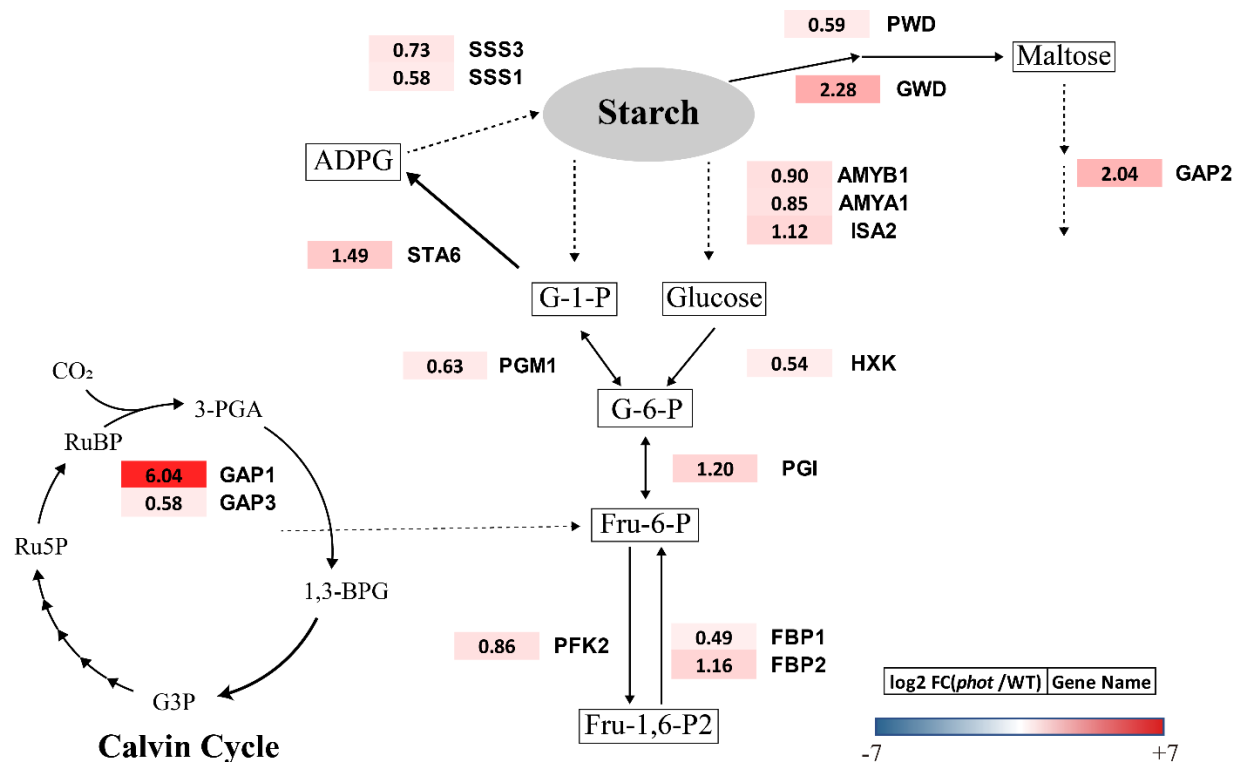 0.59 PWD
0.73 SSS3
0.58 SSS1
Maltose
2.28 GWD
Starch
ADPG
0.90 AMYB1
0.85 AMYA1
1.12 ISA2
2.04 GAP2
1.49 STA6
G-1-P
Glucose
0.63 PGM1
0.54 HXK
CO₂
3-PGA
G-6-P
RuBP
6.04 GAP1
0.58 GAP3
1.20 PGI
Fru-6-P
Ru5P
1,3-BPG
0.86 PFK2
0.49 FBP1
1.16 FBP2
G3P
Fru-1,6-P2
Calvin Cycle
log2 FC(phot /WT) Gene Name
-7 +7